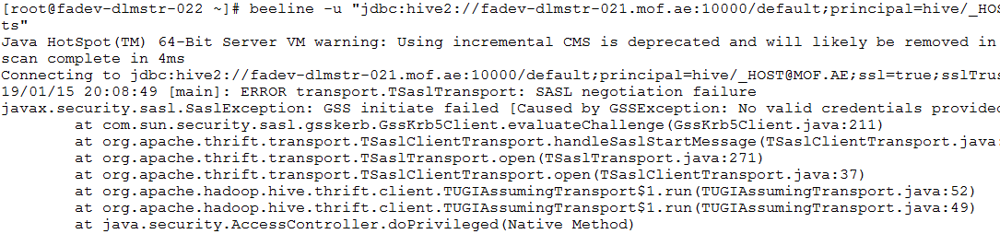 [root@fadev-dlmstr-022 ~]# beeline -u "jdbc:hive2://fadev-dlmstr-021.mof.ae:10000/default;principal=hive/_HOS
ts"
Java HotSpot(TM) 64-Bit Server VM warning: Using incremental CMS is deprecated and will likely be removed in
scan complete in 4ms
Connecting to jdbc:hive2://fadev-dlmstr-021.mof.ae:10000/default;principal=hive/_HOST@MOF.AE;ssl=true;sslTrus
19/01/15 20:08:49 [main]: ERROR transport.TSaslTransport: SASL negotiation failure
javax.security.sasl.SaslException: GSS initiate failed [Caused by GSSException: No valid credentials provided
at com.sun.security.sasl.gsskerb.GssKrb5Client.evaluateChallenge(GssKrb5Client.java:211)
at org.apache.thrift.transport.TSaslClientTransport.handleSaslStartMessage(TSaslClientTransport.java:
at org.apache.thrift.transport.TSaslTransport.open(TSaslTransport.java:271)
at org.apache.thrift.transport.TSaslClientTransport.open(TSaslClientTransport.java:37)
at org.apache.hadoop.hive.thrift.client.TUGIAssumingTransport$1.run(TUGIAssumingTransport.java:52)
at org.apache.hadoop.hive.thrift.client.TUGIAssumingTransport$1.run(TUGIAssumingTransport.java:49)
at java.security.AccessController.doPrivileged(Native Method)